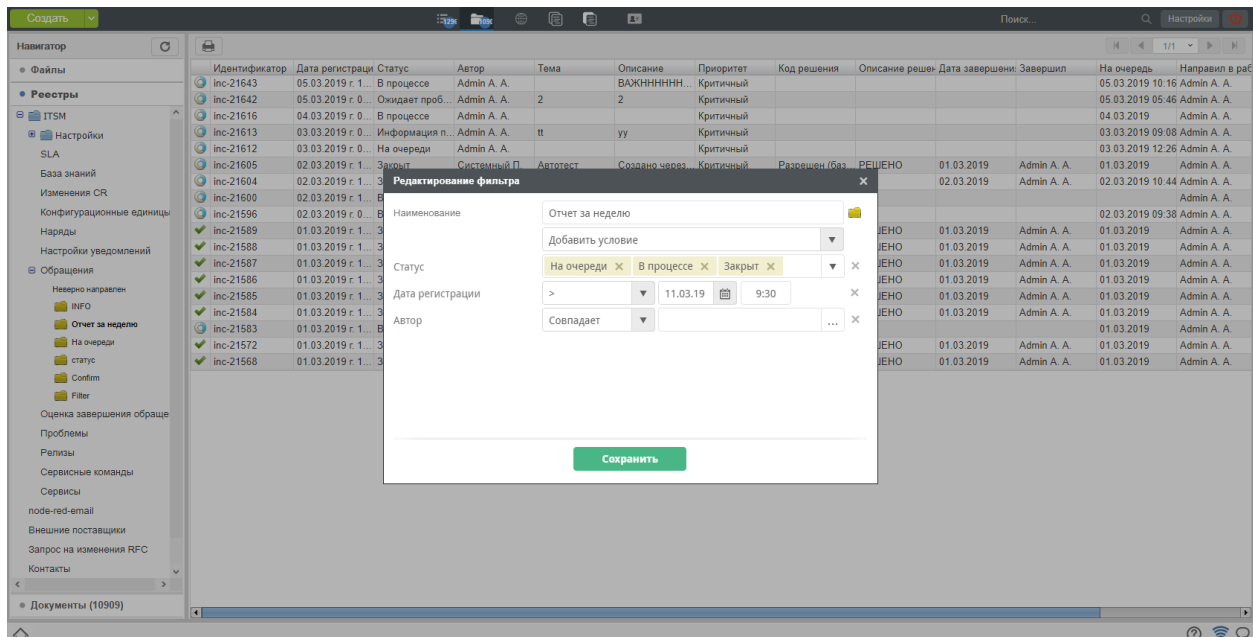 Создать
Поиск...
Настройки
Навигатор
1/1
Файлы
Реестры
ITSM
Настройки
SLA
База знаний
Изменения CR
Конфигурационные единицы
Наряды
Настройки уведомлений
Обращения
Неверно направлен
INFO
Отчет за неделю
На очереди
статус
Confirm
Filter
Оценка завершения обраще
Проблемы
Релизы
Сервисные команды
Сервисы
node-red-email
Внешние поставщики
Запрос на изменения RFC
Контакты
Документы (10909)
Идентификатор Дата регистраци Статус Автор Тема Описание Приоритет Код решения Описание решен Дата завершени Завершил На очередь Направил в раб
inc-21643 05.03.2019 г. 1... В процессе Admin A. A. ВАЖНННННН... Критичный 05.03.2019 10:16 Admin A. A.
inc-21642 05.03.2019 г. 0... Ожидает проб... Admin A. A. 2 2 Критичный 05.03.2019 05:46 Admin A. A.
inc-21616 04.03.2019 г. 0... В процессе Admin A. A. Критичный 04.03.2019 Admin A. A.
inc-21613 03.03.2019 г. 0... Информация п... Admin A. A. tt yy Критичный 03.03.2019 09:08 Admin A. A.
inc-21612 03.03.2019 г. 0... На очереди Admin A. A. Критичный 03.03.2019 12:26 Admin A. A.
inc-21605 02.03.2019 г. 1... Закрыт Системный П... Автотест Создано через... Критичный Разрешен (баз... РЕШЕНО 01.03.2019 Admin A. A. 01.03.2019 Admin A. A.
inc-21604 02.03.2019 г. 1... З 02.03.2019 Admin A. A. 02.03.2019 10:44 Admin A. A.
inc-21600 02.03.2019 г. 1... В Admin A. A.
inc-21596 02.03.2019 г. 0... В 02.03.2019 09:38 Admin A. A.
inc-21589 01.03.2019 г. 1... З ЕНО 01.03.2019 Admin A. A. 01.03.2019 Admin A. A.
inc-21588 01.03.2019 г. 1... З ЕНО 01.03.2019 Admin A. A. 01.03.2019 Admin A. A.
inc-21587 01.03.2019 г. 1... З ЕНО 01.03.2019 Admin A. A. 01.03.2019 Admin A. A.
inc-21586 01.03.2019 г. 1... З ЕНО 01.03.2019 Admin A. A. 01.03.2019 Admin A. A.
inc-21585 01.03.2019 г. 1... З ЕНО 01.03.2019 Admin A. A. 01.03.2019 Admin A. A.
inc-21584 01.03.2019 г. 1... З ЕНО 01.03.2019 Admin A. A. 01.03.2019 Admin A. A.
inc-21583 01.03.2019 г. 1... В 01.03.2019 Admin A. A.
inc-21572 01.03.2019 г. 1... З ЕНО 01.03.2019 Admin A. A. 01.03.2019 Admin A. A.
inc-21568 01.03.2019 г. 1... З ЕНО 01.03.2019 Admin A. A. 01.03.2019 Admin A. A.
Редактирование фильтра
Наименование Отчет за неделю
Добавить условие
Статус На очереди В процессе Закрыт
Дата регистрации > 11.03.19 9:30
Автор Совпадает ...
Сохранить